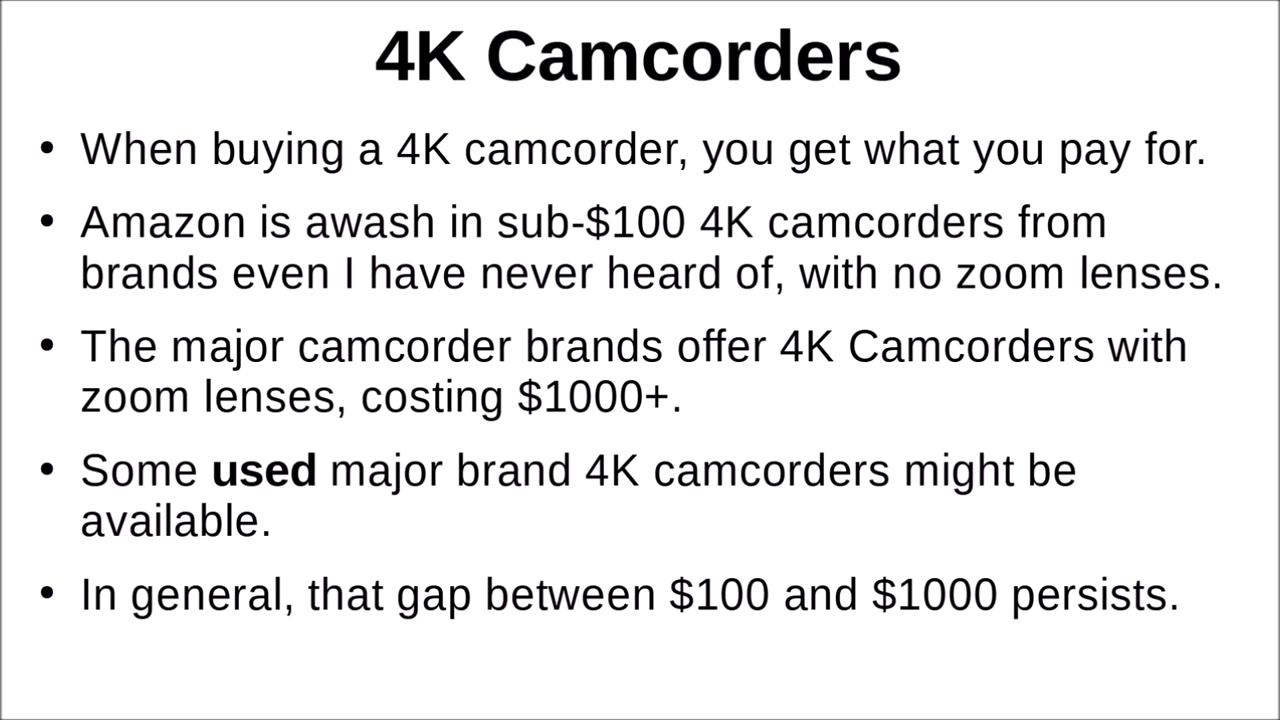 4K Camcorders
• When buying a 4K camcorder, you get what you pay for.
• Amazon is awash in sub-$100 4K camcorders from
brands even I have never heard of, with no zoom lenses.
• The major camcorder brands offer 4K Camcorders with
zoom lenses, costing $1000+.
• Some used major brand 4K camcorders might be
available.
• In general, that gap between $100 and $1000 persists.